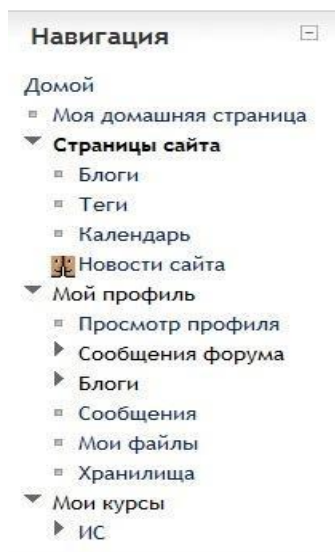 Навигация
Домой
Моя домашняя страница
Страницы сайта
Блоги
Теги
Календарь
Новости сайта
Мой профиль
Просмотр профиля
Сообщения форума
Блоги
Сообщения
Мои файлы
Хранилища
Мои курсы
ИС